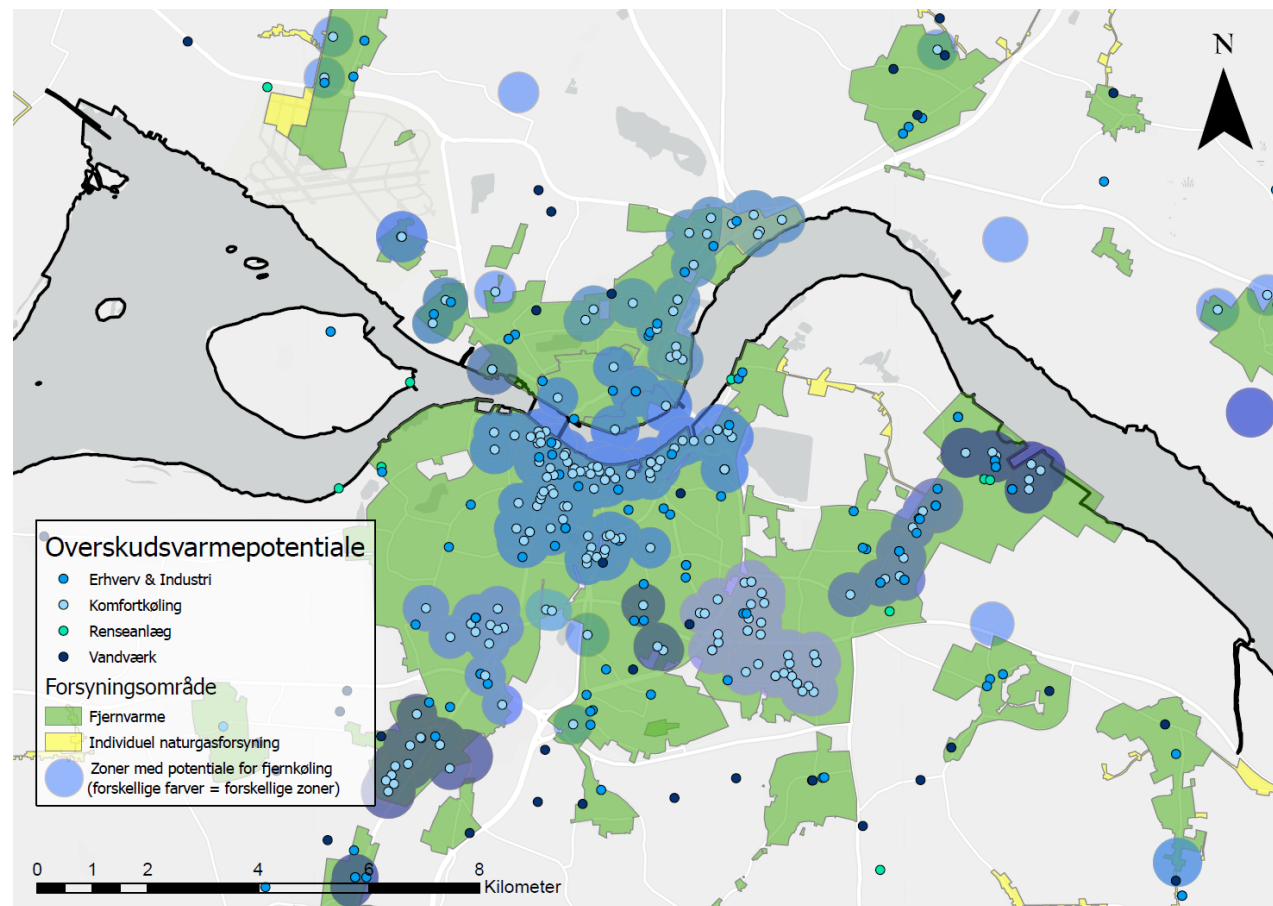 N
Overskudsvarmepotentiale
Erhverv & Industri
Komfortkøling
Renseanlæg
Vandværk
Forsyningsområde
Fjernvarme
Individuel naturgasforsyning
Zoner med potentiale for fjernkøling
(forskellige farver = forskellige zoner)
0 1 2 4 6 8
Kilometer